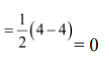 = 1/2 (4 − 4) = 0